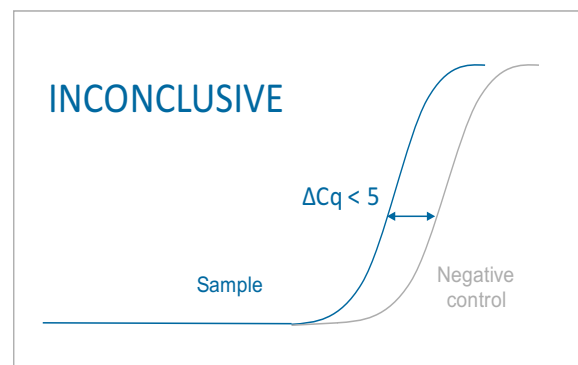 INCONCLUSIVE
ΔCq < 5
Sample
Negative
control